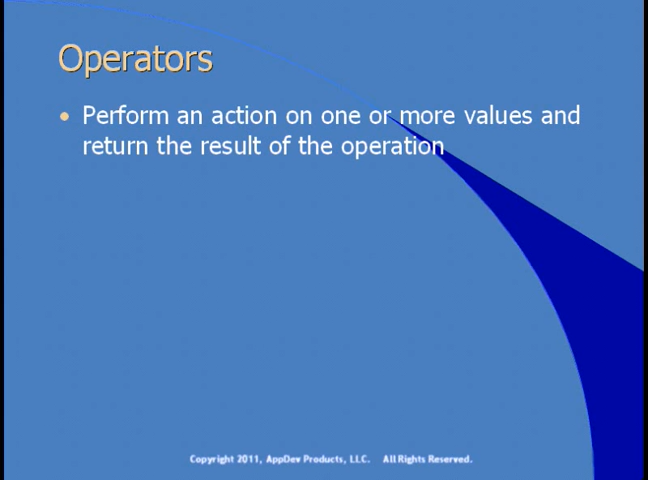 Operators
• Perform an action on one or more values and
return the result of the operation
Copyright 2011, AppDev Products, LLC. All Rights Reserved.